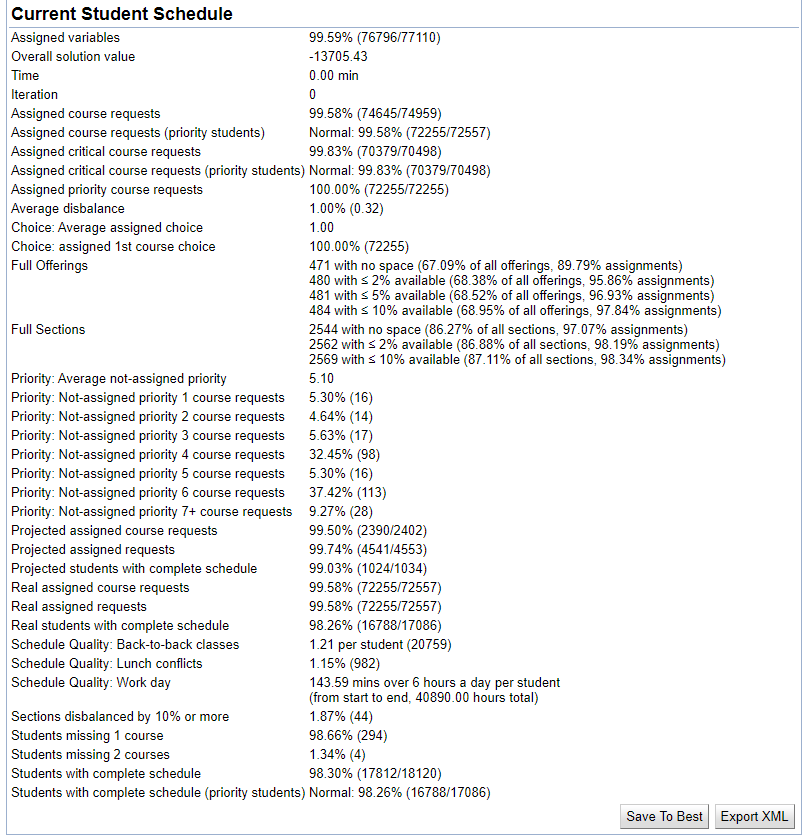 Current Student Schedule
Assigned variables 99.59% (76796/77110)
Overall solution value -13705.43
Time 0.00 min
Iteration 0
Assigned course requests 99.58% (74645/74959)
Assigned course requests (priority students) Normal: 99.58% (72255/72557)
Assigned critical course requests 99.83% (70379/70498)
Assigned critical course requests (priority students) Normal: 99.83% (70379/70498)
Assigned priority course requests 100.00% (72255/72255)
Average disbalance 1.00% (0.32)
Choice: Average assigned choice 1.00
Choice: assigned 1st course choice 100.00% (72255)
Full Offerings 471 with no space (67.09% of all offerings, 89.79% assignments)
480 with ≤ 2% available (68.38% of all offerings, 95.86% assignments)
481 with ≤ 5% available (68.52% of all offerings, 96.93% assignments)
484 with ≤ 10% available (68.95% of all offerings, 97.84% assignments)
Full Sections 2544 with no space (86.27% of all sections, 97.07% assignments)
2562 with ≤ 2% available (86.88% of all sections, 98.19% assignments)
2569 with ≤ 10% available (87.11% of all sections, 98.34% assignments)
Priority: Average not-assigned priority 5.10
Priority: Not-assigned priority 1 course requests 5.30% (16)
Priority: Not-assigned priority 2 course requests 4.64% (14)
Priority: Not-assigned priority 3 course requests 5.63% (17)
Priority: Not-assigned priority 4 course requests 32.45% (98)
Priority: Not-assigned priority 5 course requests 5.30% (16)
Priority: Not-assigned priority 6 course requests 37.42% (113)
Priority: Not-assigned priority 7+ course requests 9.27% (28)
Projected assigned course requests 99.50% (2390/2402)
Projected assigned requests 99.74% (4541/4553)
Projected students with complete schedule 99.03% (1024/1034)
Real assigned course requests 99.58% (72255/72557)
Real assigned requests 99.58% (72255/72557)
Real students with complete schedule 98.26% (16788/17086)
Schedule Quality: Back-to-back classes 1.21 per student (20759)
Schedule Quality: Lunch conflicts 1.15% (982)
Schedule Quality: Work day 143.59 mins over 6 hours a day per student
(from start to end, 40890.00 hours total)
Sections disbalanced by 10% or more 1.87% (44)
Students missing 1 course 98.66% (294)
Students missing 2 courses 1.34% (4)
Students with complete schedule 98.30% (17812/18120)
Students with complete schedule (priority students) Normal: 98.26% (16788/17086)
Save To Best Export XML